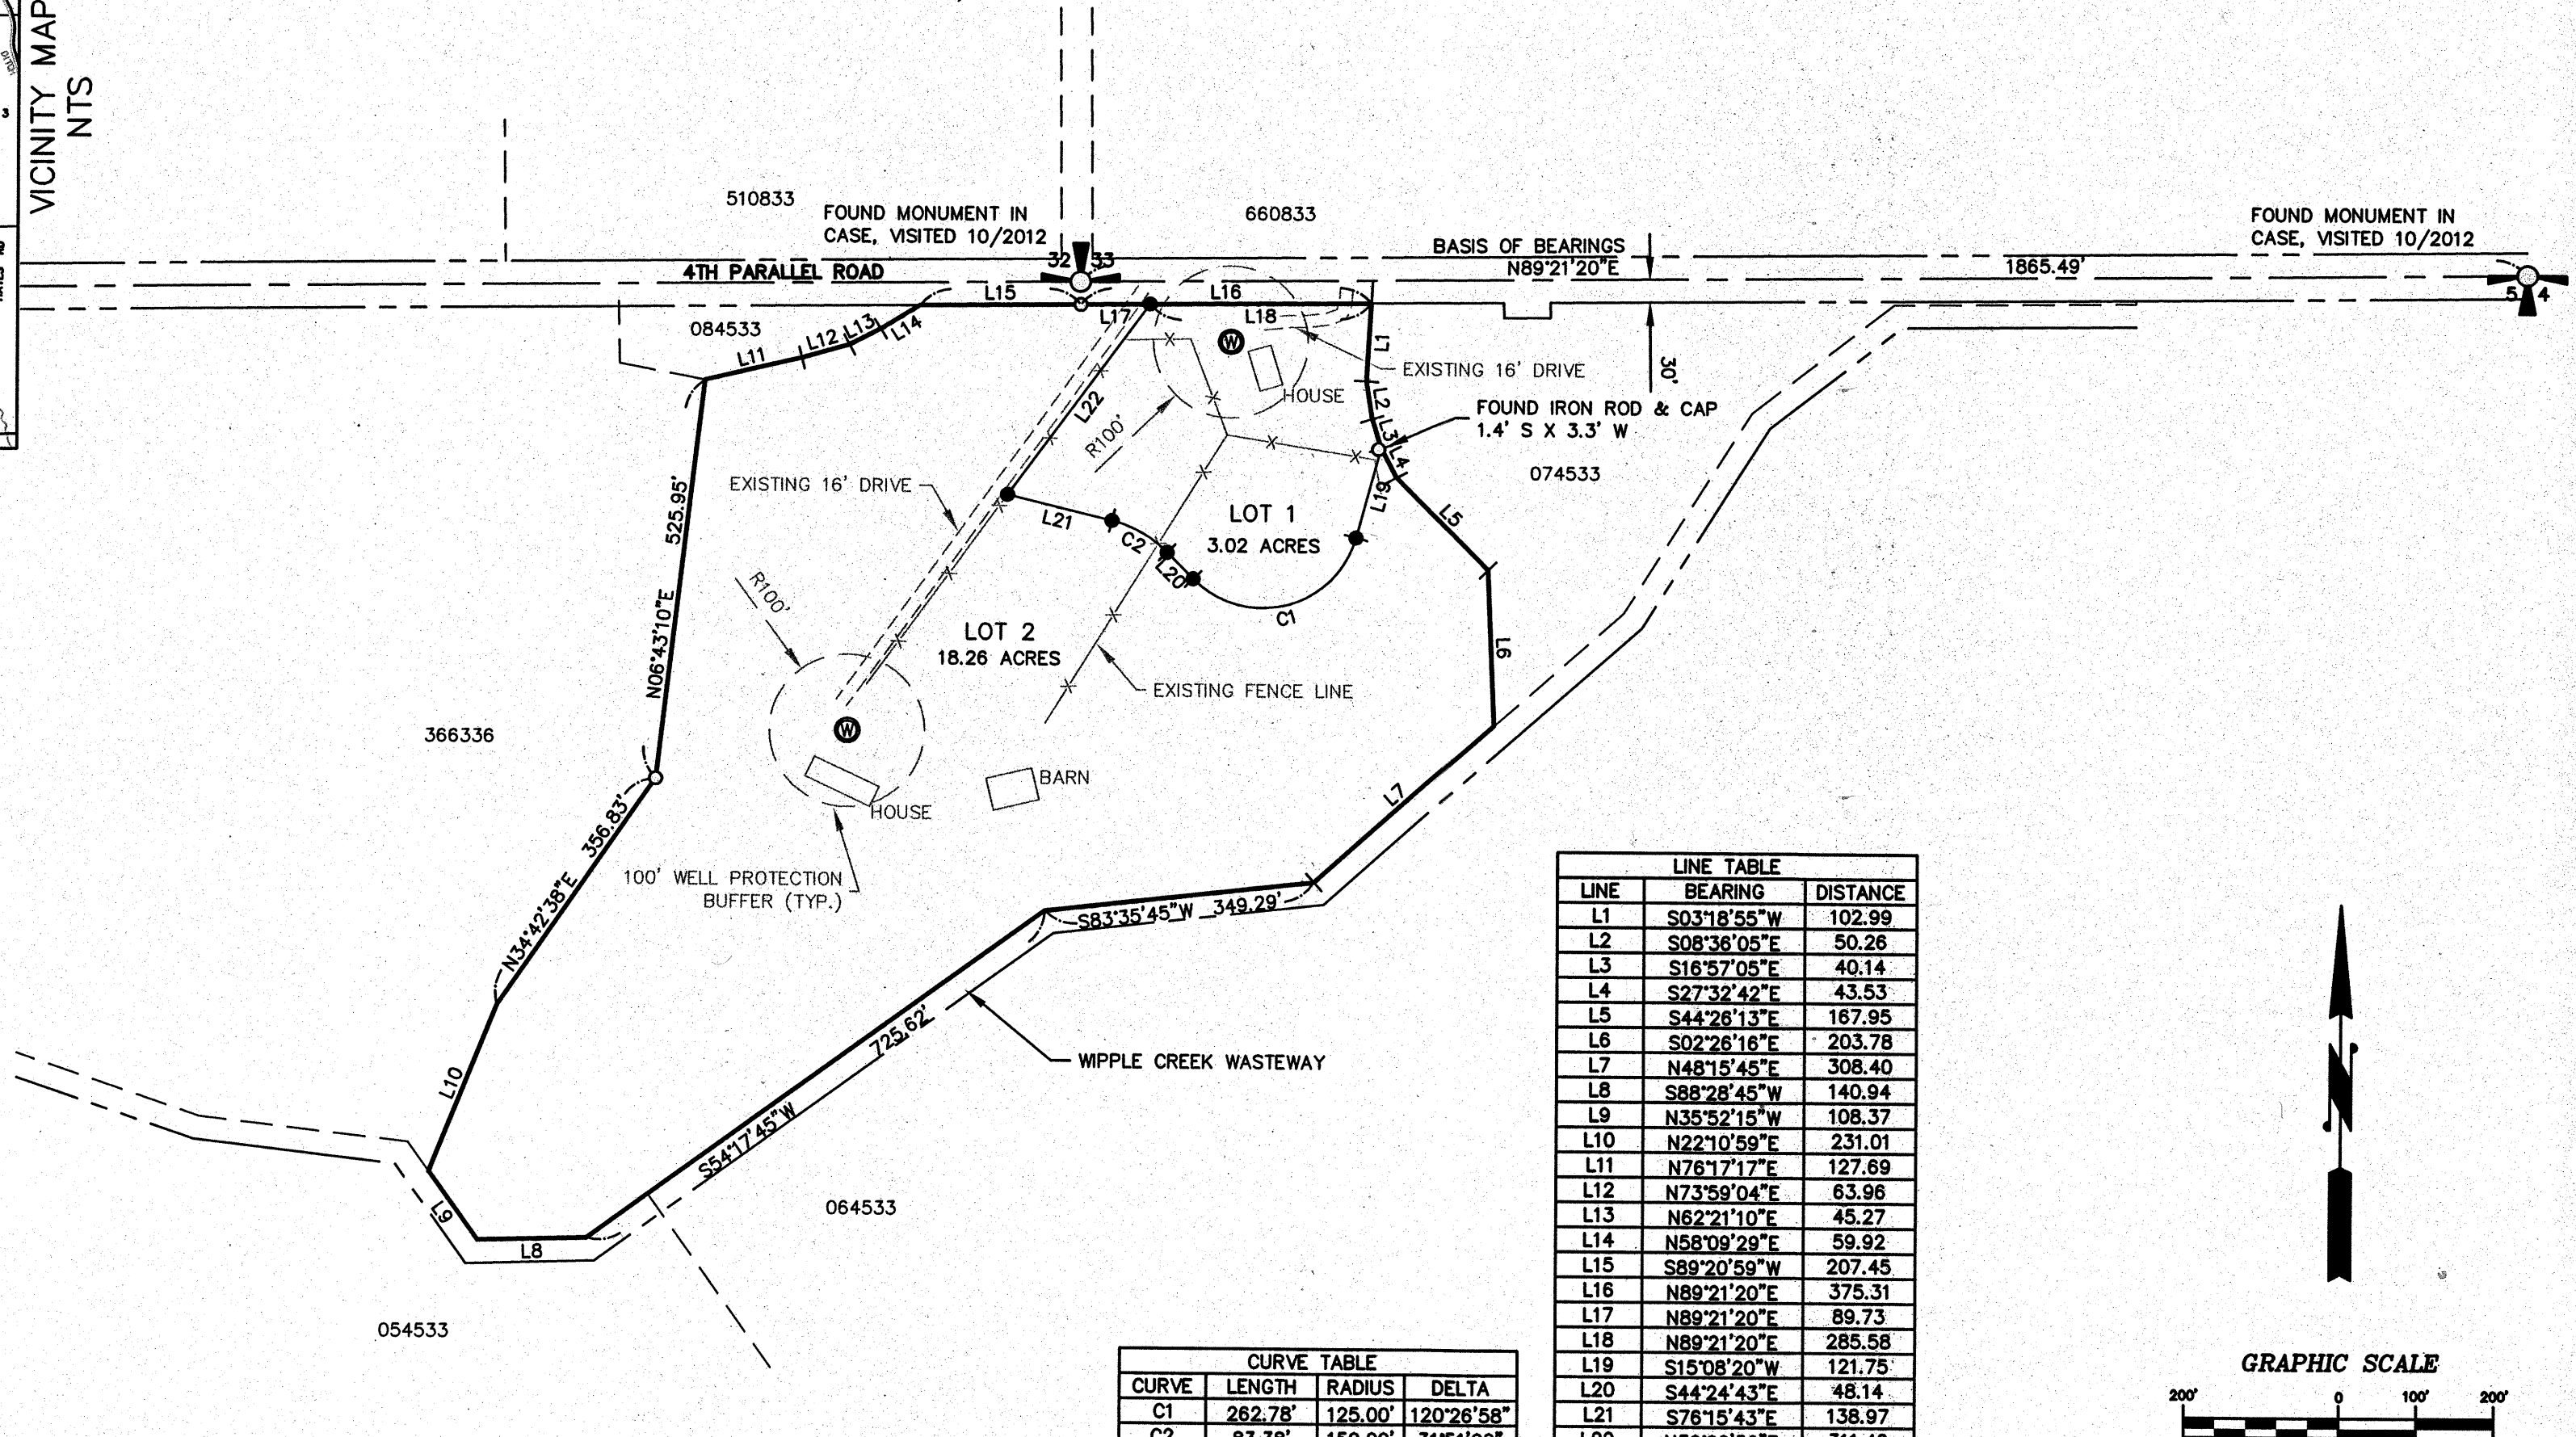 VICINITY MAP
NTS
DITCH
3
510833
FOUND MONUMENT IN
CASE, VISITED 10/2012
660833
BASIS OF BEARINGS
N89°21'20"E
1865.49'
FOUND MONUMENT IN
CASE, VISITED 10/2012
32 33
4TH PARALLEL ROAD
5 4
L15
L16
L17
L18
084533
L11
L12
L13
L14
L1
L2
L3
L4
30'
EXISTING 16' DRIVE
HOUSE
FOUND IRON ROD & CAP
1.4' S X 3.3' W
074533
L22
R100'
EXISTING 16' DRIVE
L19
L5
LOT 1
3.02 ACRES
L21
C2
L20
C1
525.95'
N06°43'10"E
R100'
LOT 2
18.26 ACRES
L6
EXISTING FENCE LINE
366336
BARN
HOUSE
L7
356.83'
N34°42'38"E
100' WELL PROTECTION
BUFFER (TYP.)
S83°35'45"W 349.29'
725.62'
S54°17'45"W
WIPPLE CREEK WASTEWAY
L10
L9
L8
064533
054533
LINE TABLE
LINE BEARING DISTANCE
L1 S03°18'55"W 102.99
L2 S08°36'05"E 50.26
L3 S16°57'05"E 40.14
L4 S27°32'42"E 43.53
L5 S44°26'13"E 167.95
L6 S02°26'16"E 203.78
L7 N48°15'45"E 308.40
L8 S88°28'45"W 140.94
L9 N35°52'15"W 108.37
L10 N22°10'59"E 231.01
L11 N76°17'17"E 127.69
L12 N73°59'04"E 63.96
L13 N62°21'10"E 45.27
L14 N58°09'29"E 59.92
L15 S89°20'59"W 207.45
L16 N89°21'20"E 375.31
L17 N89°21'20"E 89.73
L18 N89°21'20"E 285.58
L19 S15°08'20"W 121.75
L20 S44°24'43"E 48.14
L21 S76°15'43"E 138.97
CURVE TABLE
CURVE LENGTH RADIUS DELTA
C1 262.78' 125.00' 120°26'58"
C2
N
GRAPHIC SCALE
200' 0 100' 200'